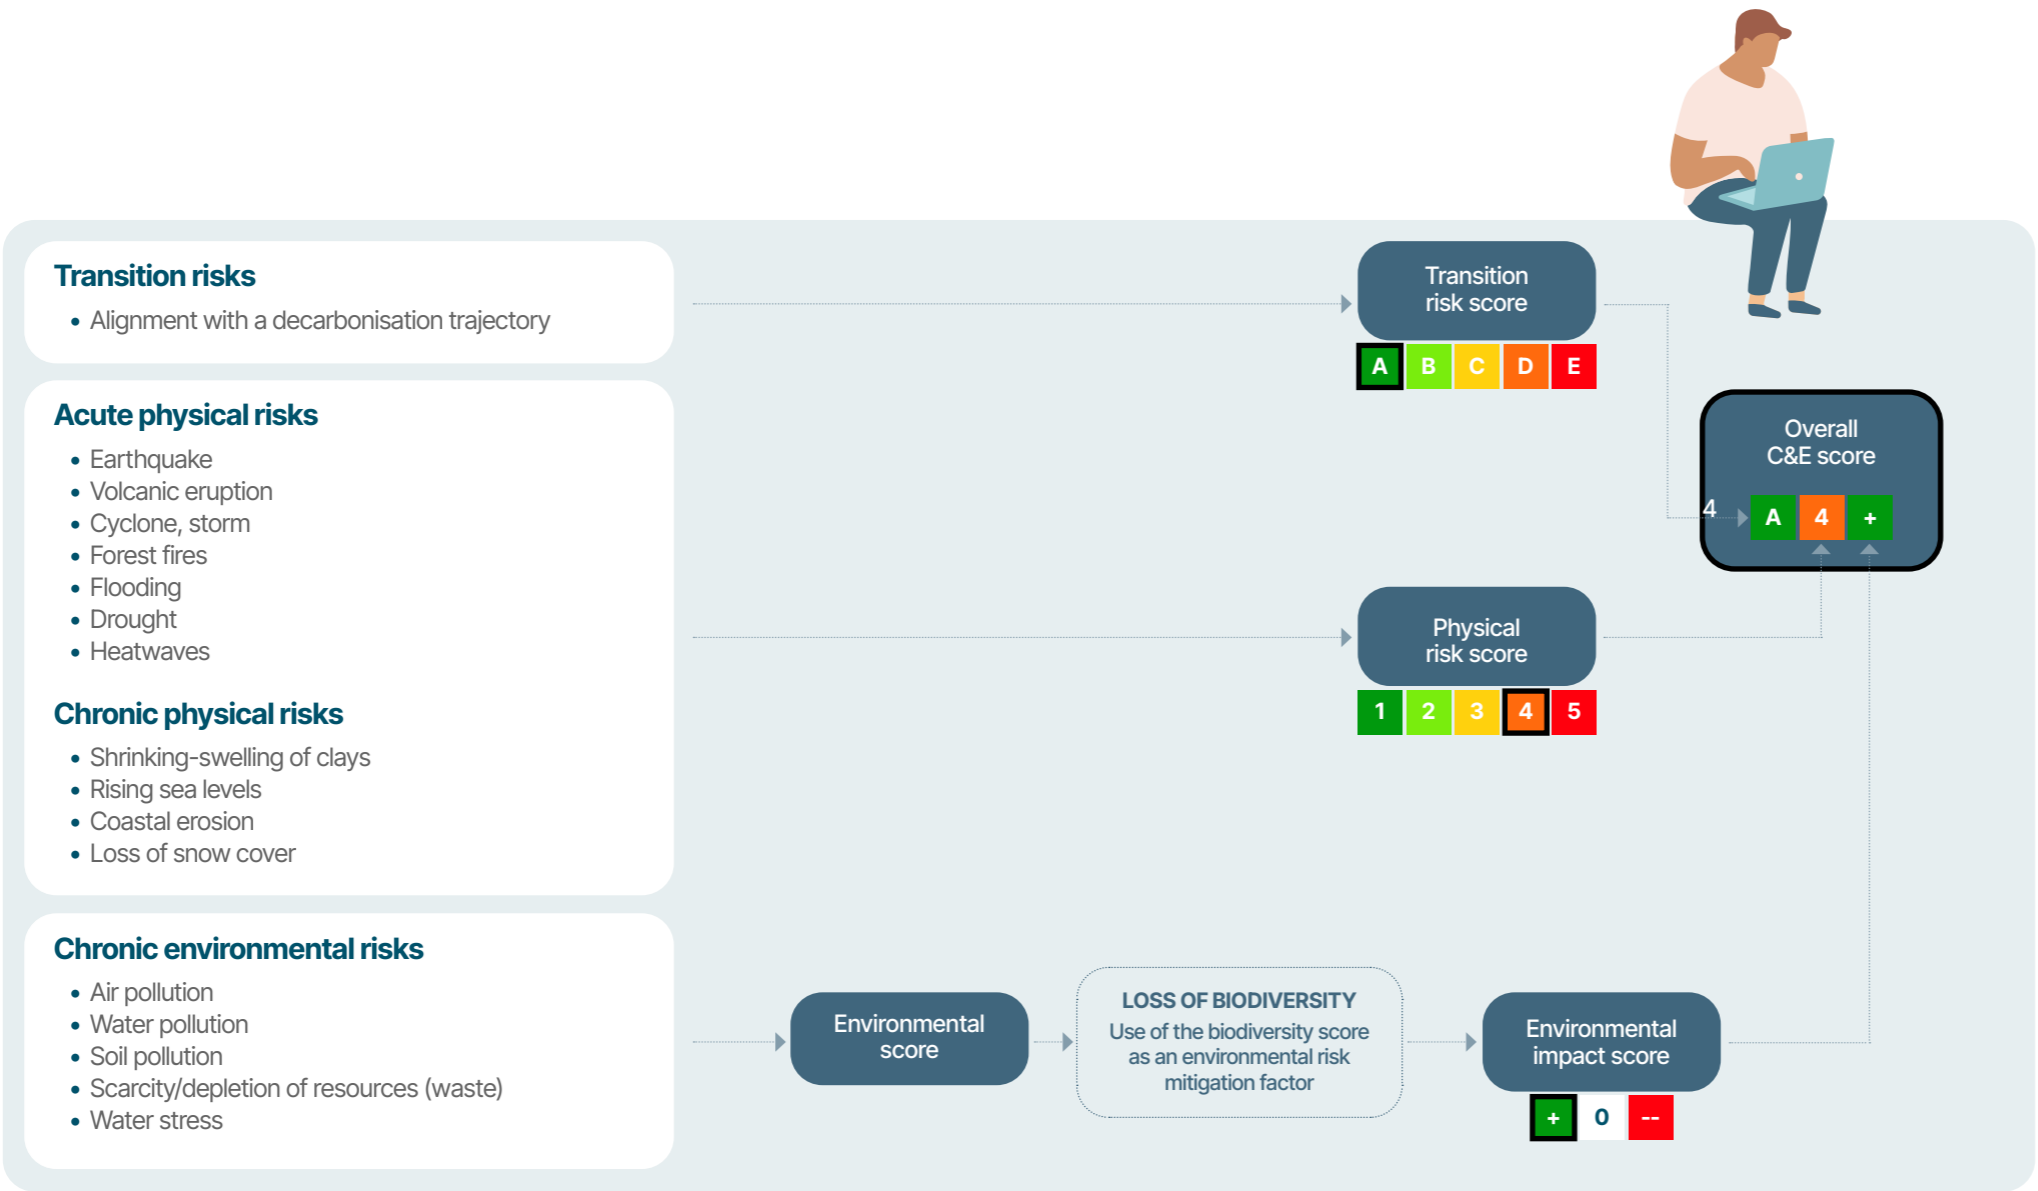 Transition risks
• Alignment with a decarbonisation trajectory
Acute physical risks
• Earthquake
• Volcanic eruption
• Cyclone, storm
• Forest fires
• Flooding
• Drought
• Heatwaves
Chronic physical risks
• Shrinking-swelling of clays
• Rising sea levels
• Coastal erosion
• Loss of snow cover
Chronic environmental risks
• Air pollution
• Water pollution
• Soil pollution
• Scarcity/depletion of resources (waste)
• Water stress
Environmental
score
LOSS OF BIODIVERSITY
Use of the biodiversity score
as an environmental risk
mitigation factor
Transition
risk score
A B C D E
Physical
risk score
1 2 3 4 5
Environmental
impact score
+ 0 --
Overall
C&E score
4
A 4 +